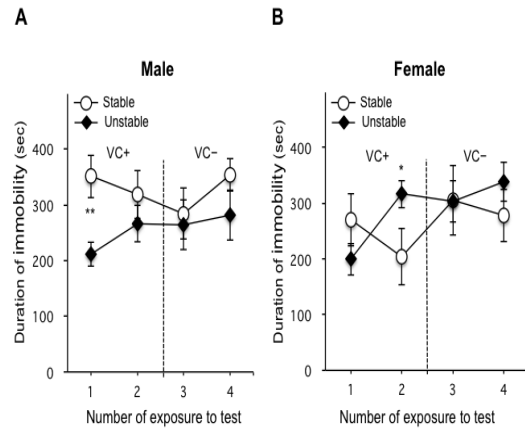 A
Male
Stable
Unstable
VC+
VC−
**
Duration of immobility (sec)
400
300
200
100
0
1 2 3 4
Number of exposure to test
B
Female
Stable
Unstable
VC+
VC−
*
Duration of immobility (sec)
400
300
200
100
0
1 2 3 4
Number of exposure to test